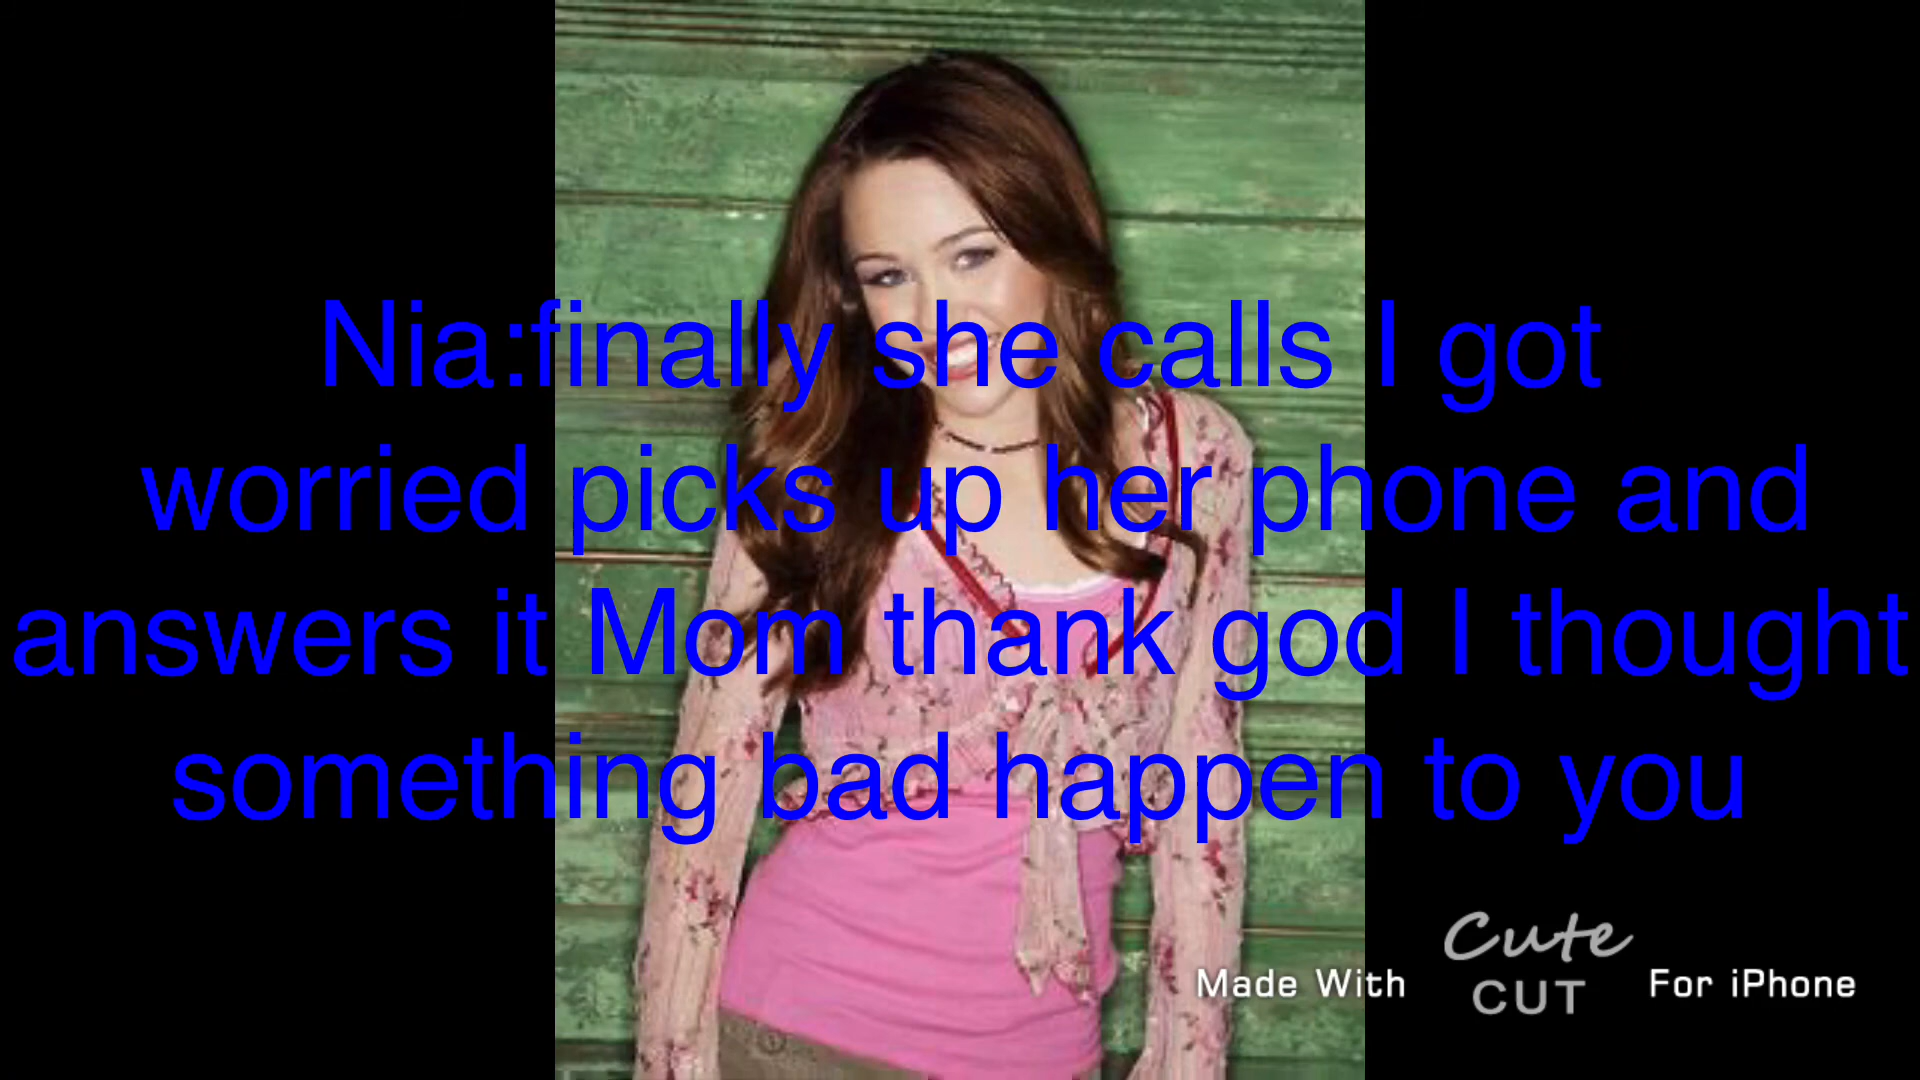 Nia:finally she calls I got
worried picks up her phone and
answers it Mom thank god I thought
something bad happen to you
Made With Cute CUT For iPhone